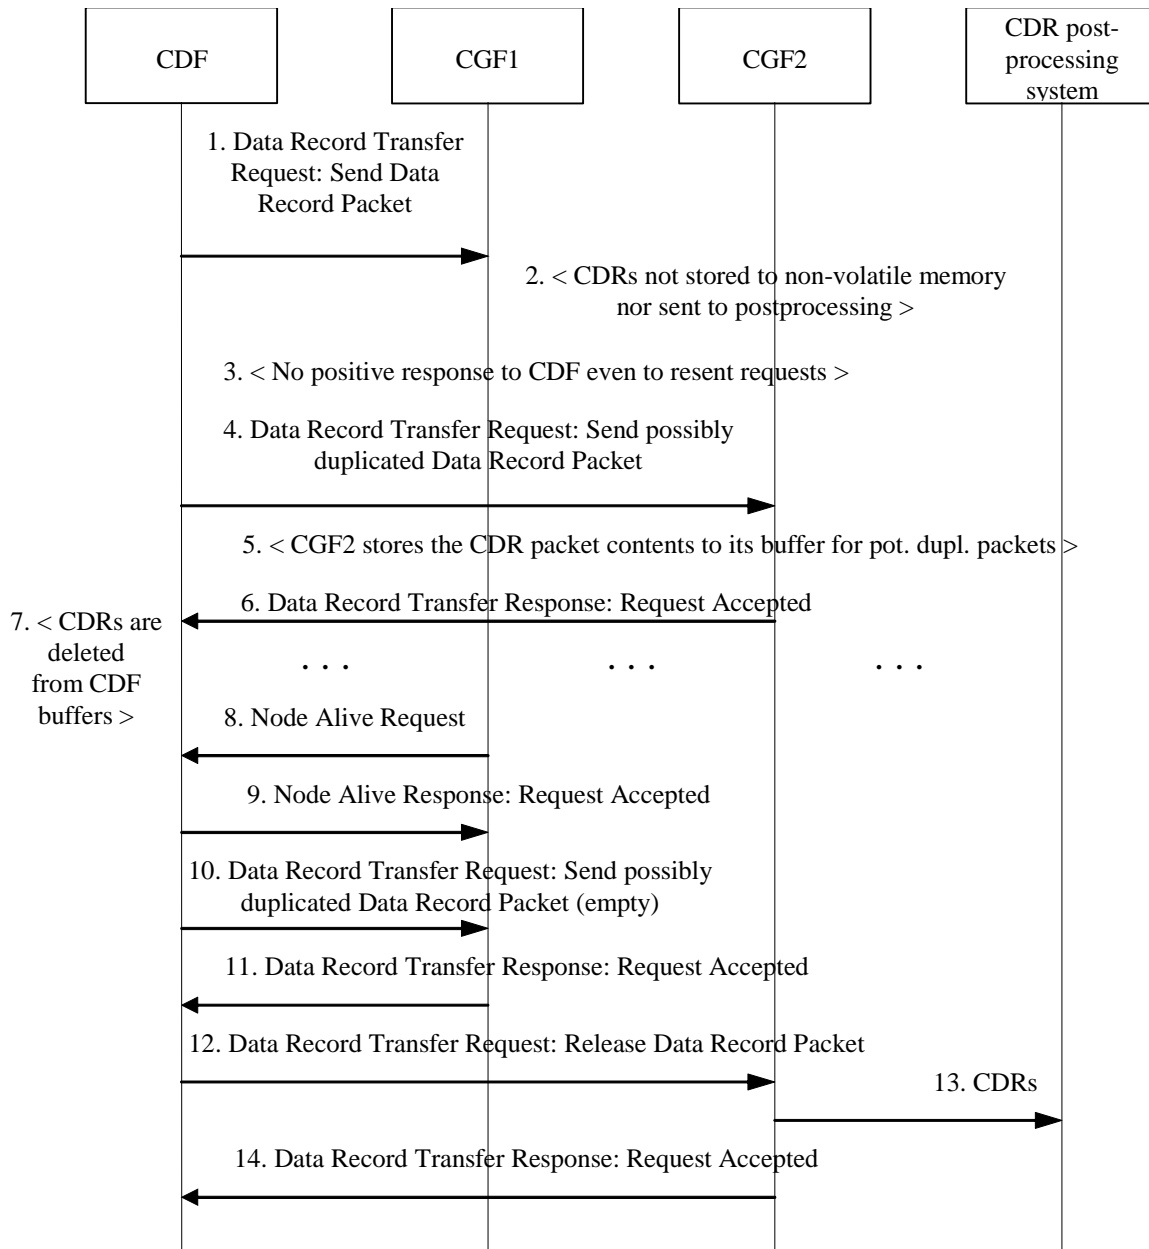 CDF
CGF1
CGF2
CDR post-
processing
system
1. Data Record Transfer
Request: Send Data
Record Packet
2. < CDRs not stored to non-volatile memory
nor sent to postprocessing >
3. < No positive response to CDF even to resent requests >
4. Data Record Transfer Request: Send possibly
duplicated Data Record Packet
5. < CGF2 stores the CDR packet contents to its buffer for pot. dupl. packets >
6. Data Record Transfer Response: Request Accepted
7. < CDRs are
deleted
from CDF
buffers >
. . .
. . .
. . .
8. Node Alive Request
9. Node Alive Response: Request Accepted
10. Data Record Transfer Request: Send possibly
duplicated Data Record Packet (empty)
11. Data Record Transfer Response: Request Accepted
12. Data Record Transfer Request: Release Data Record Packet
13. CDRs
14. Data Record Transfer Response: Request Accepted